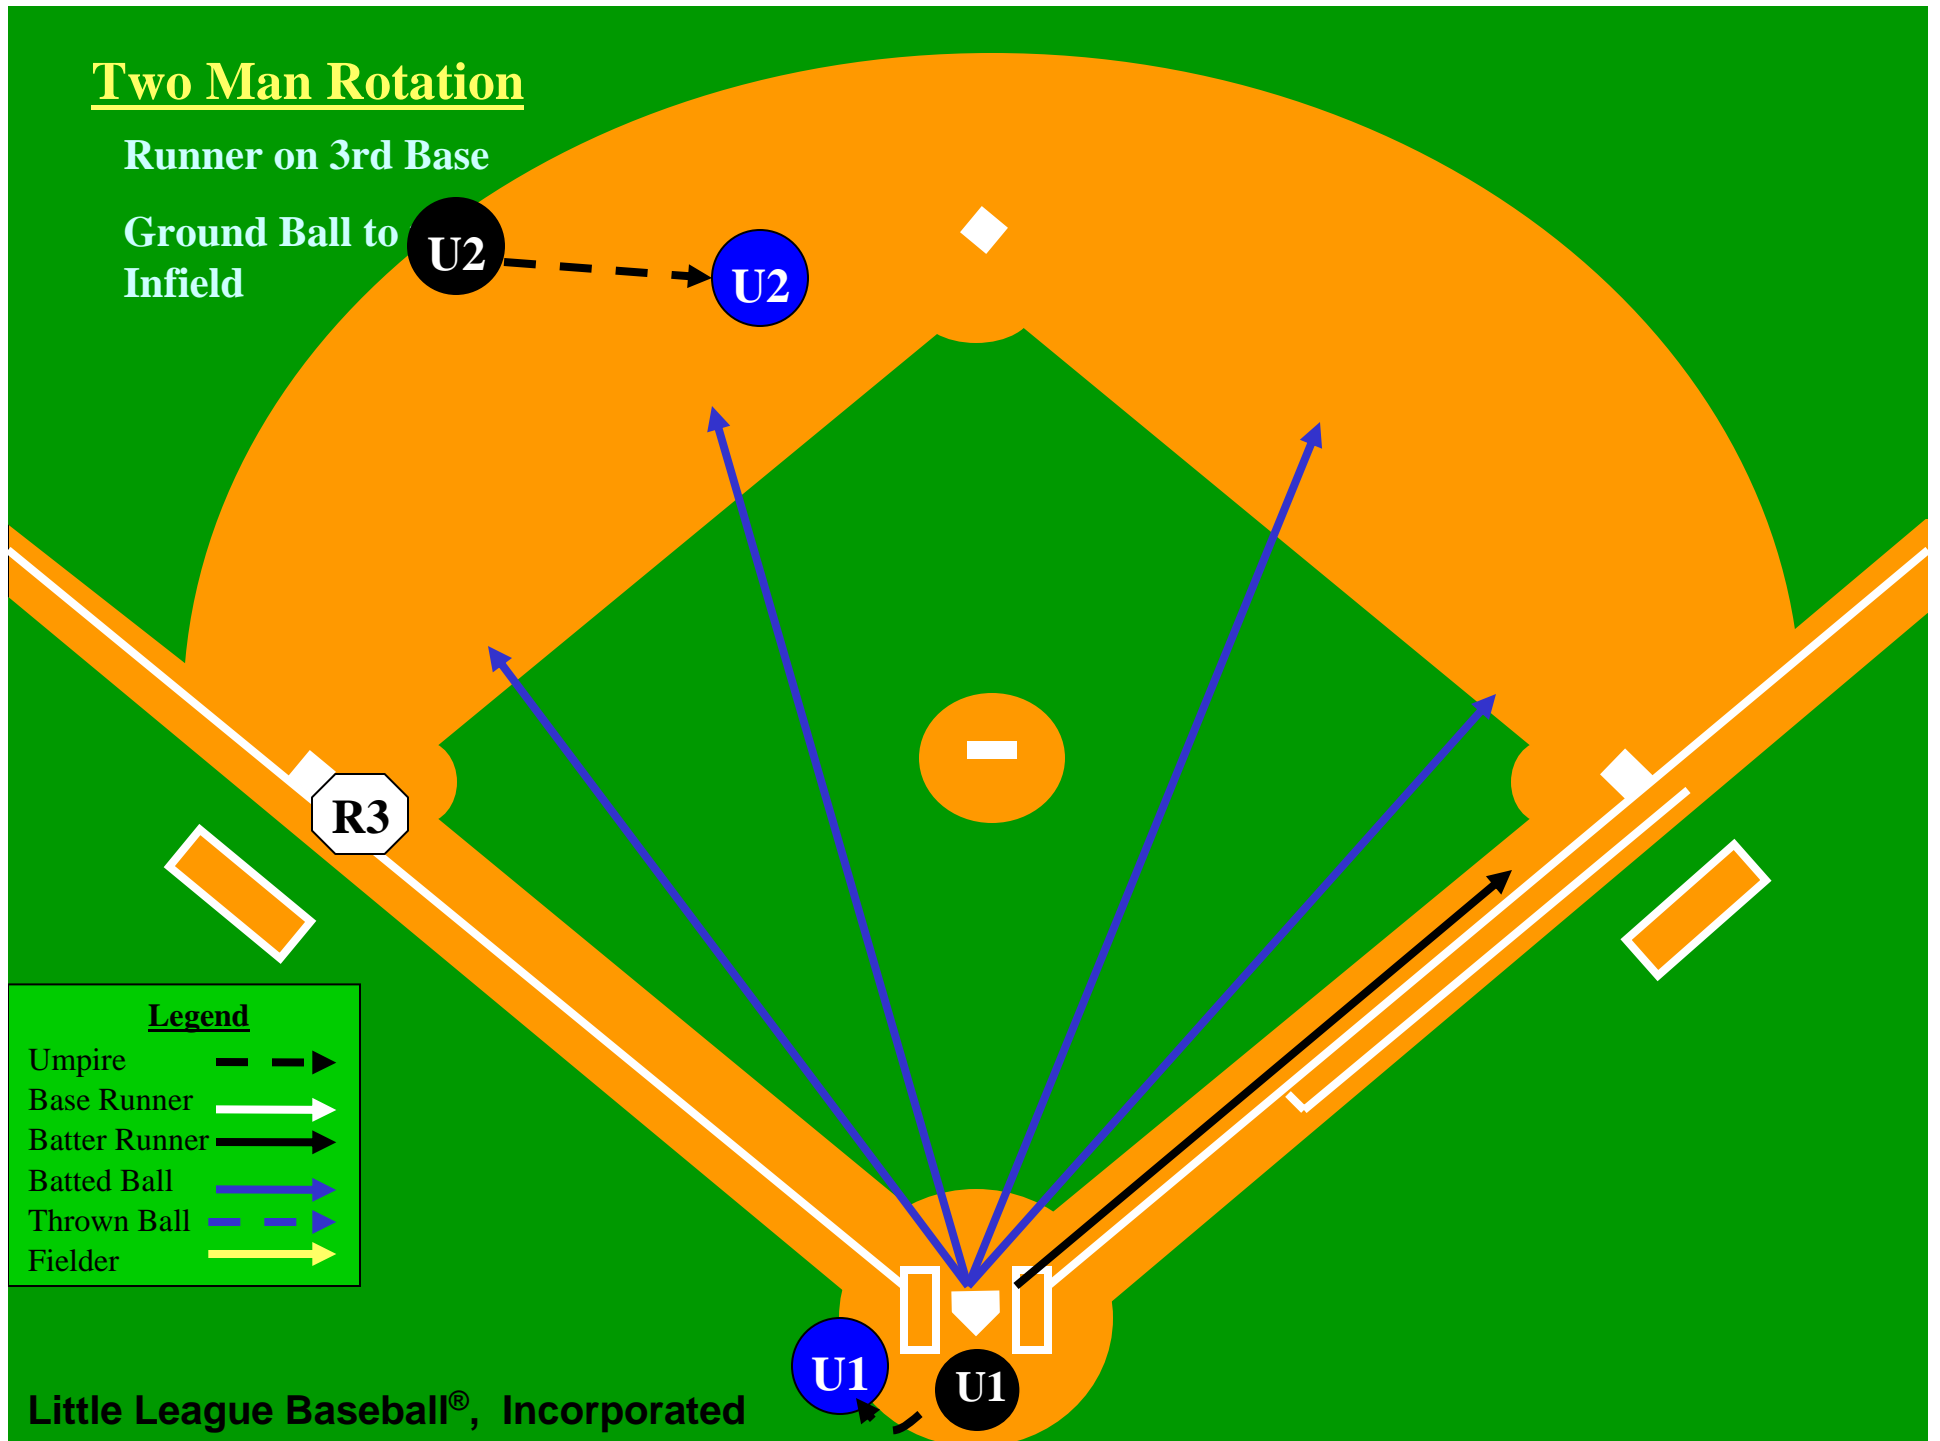 Two Man Rotation
Runner on 3rd Base
Ground Ball to
Infield
U2
U2
R3
Legend
Umpire
Base Runner
Batter Runner
Batted Ball
Thrown Ball
Fielder
U1
U1
Little League Baseball®, Incorporated